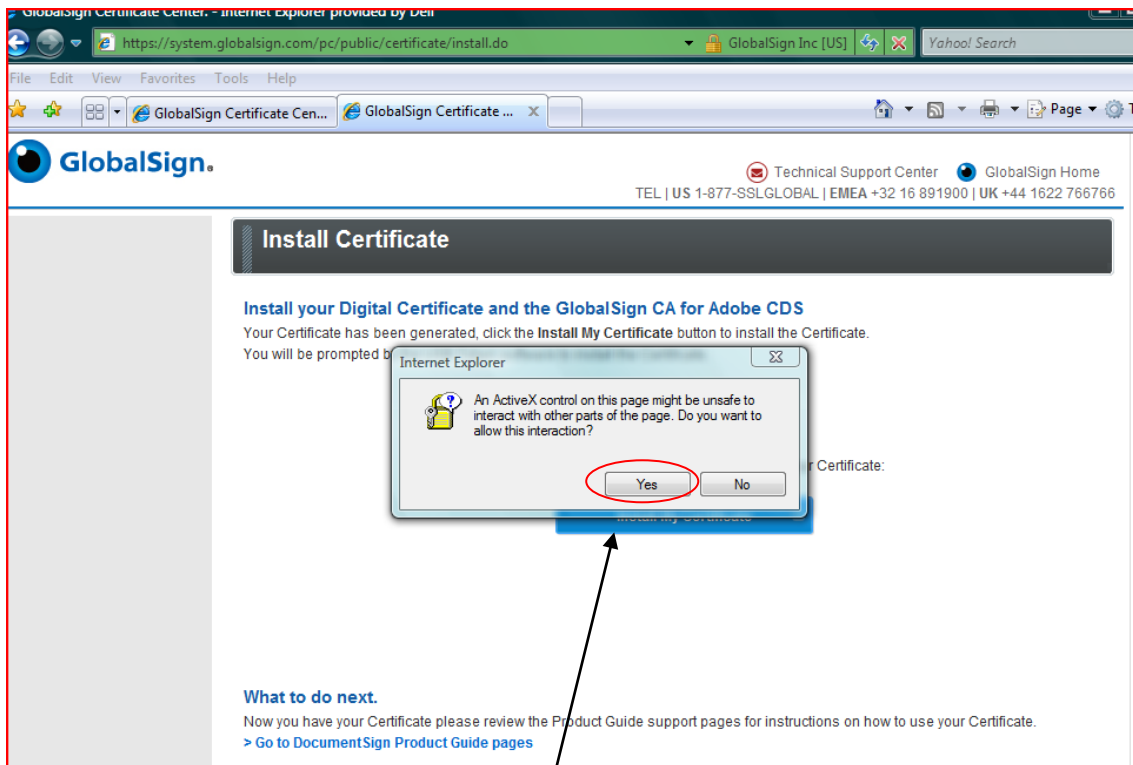 GlobalSign Certificate Center. - Internet Explorer provided by Dell
https://system.globalsign.com/pc/public/certificate/install.do GlobalSign Inc [US] Yahoo! Search
File Edit View Favorites Tools Help
GlobalSign Certificate Cen... GlobalSign Certificate ... x Page
GlobalSign®
Technical Support Center GlobalSign Home
TEL | US 1-877-SSLGLOBAL | EMEA +32 16 891900 | UK +44 1622 766766
Install Certificate
Install your Digital Certificate and the GlobalSign CA for Adobe CDS
Your Certificate has been generated, click the Install My Certificate button to install the Certificate.
You will be prompted
Internet Explorer
An ActiveX control on this page might be unsafe to
interact with other parts of the page. Do you want to
allow this interaction?
Certificate:
Yes No
Install My Certificate
What to do next.
Now you have your Certificate please review the Product Guide support pages for instructions on how to use your Certificate.
> Go to DocumentSign Product Guide pages